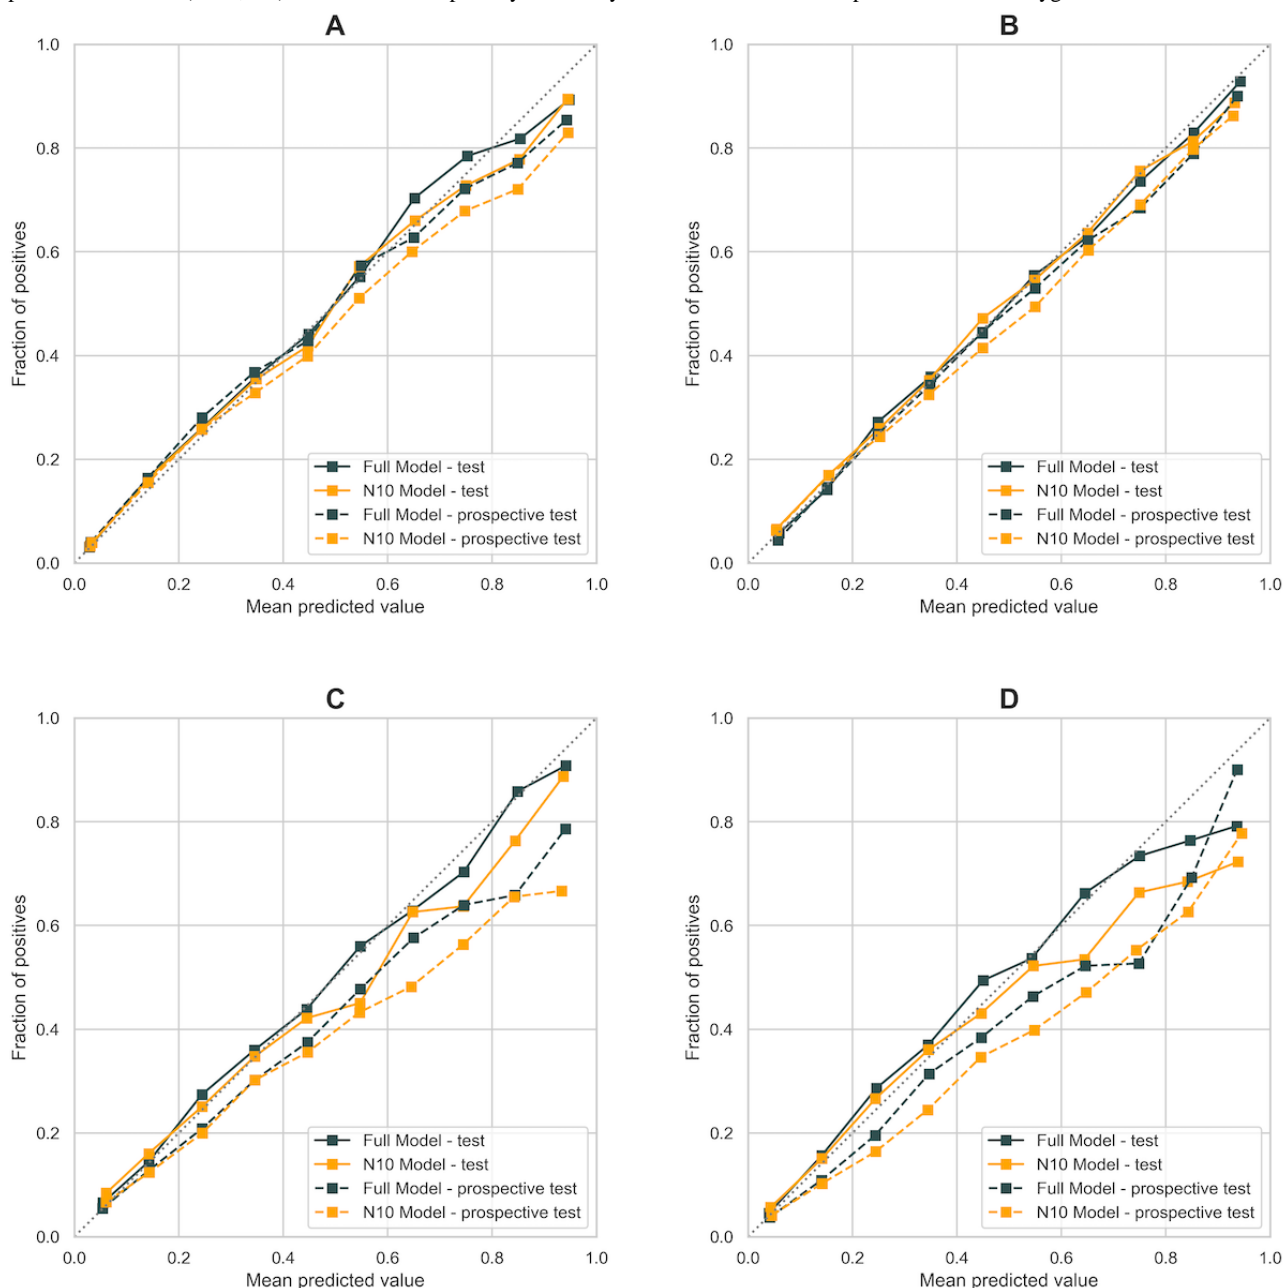 A
1.0
0.8
0.6
0.4
0.2
0.0
Fraction of positives
Full Model - test
N10 Model - test
Full Model - prospective test
N10 Model - prospective test
0.0 0.2 0.4 0.6 0.8 1.0
Mean predicted value
B
1.0
0.8
0.6
0.4
0.2
0.0
Fraction of positives
Full Model - test
N10 Model - test
Full Model - prospective test
N10 Model - prospective test
0.0 0.2 0.4 0.6 0.8 1.0
Mean predicted value
C
1.0
0.8
0.6
0.4
0.2
0.0
Fraction of positives
Full Model - test
N10 Model - test
Full Model - prospective test
N10 Model - prospective test
0.0 0.2 0.4 0.6 0.8 1.0
Mean predicted value
D
1.0
0.8
0.6
0.4
0.2
0.0
Fraction of positives
Full Model - test
N10 Model - test
Full Model - prospective test
N10 Model - prospective test
0.0 0.2 0.4 0.6 0.8 1.0
Mean predicted value